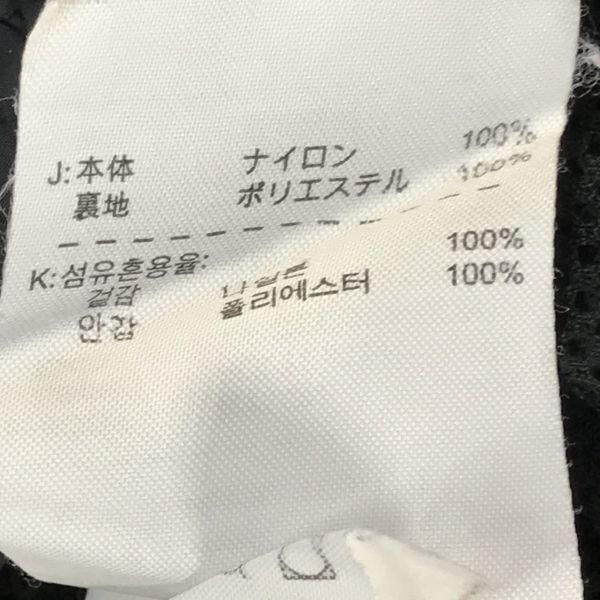 J: 本体 ナイロン 100%
裏地 ポリエステル 100%
K: 섬유혼용율:
겉감 나일론 100%
안감 폴리에스터 100%